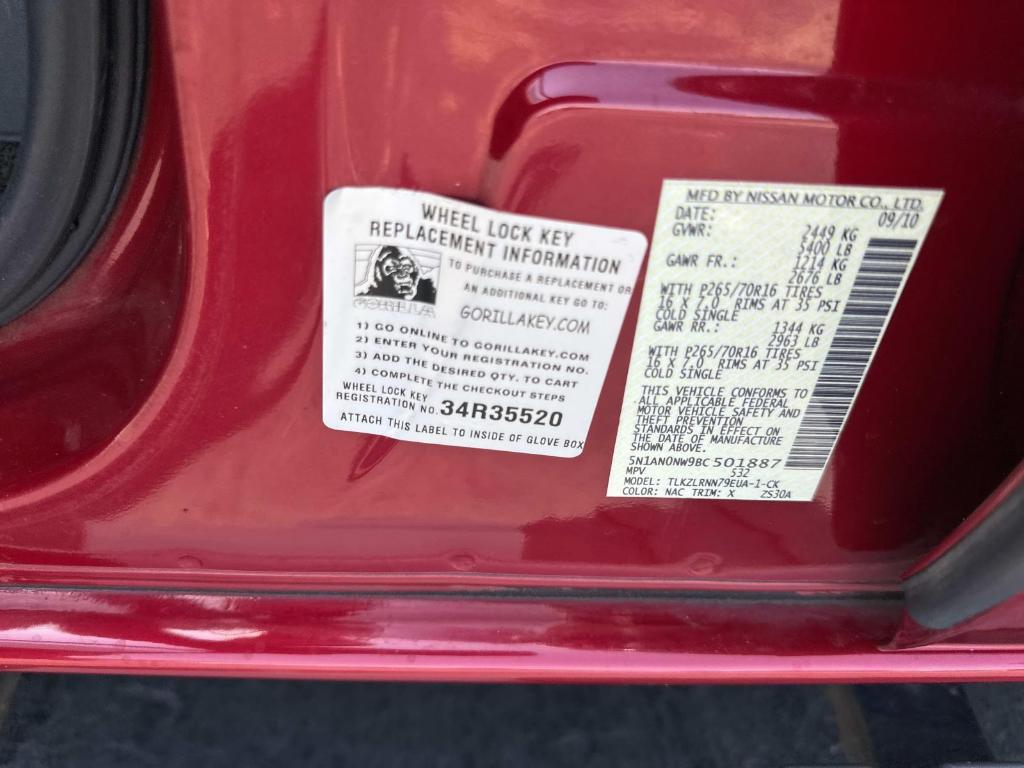 WHEEL LOCK KEY
REPLACEMENT INFORMATION
GORILLA
TO PURCHASE A REPLACEMENT OR
AN ADDITIONAL KEY GO TO:
GORILLAKEY.COM
1) GO ONLINE TO GORILLAKEY.COM
2) ENTER YOUR REGISTRATION NO.
3) ADD THE DESIRED QTY. TO CART
4) COMPLETE THE CHECKOUT STEPS
WHEEL LOCK KEY
REGISTRATION NO. 34R35520
ATTACH THIS LABEL TO INSIDE OF GLOVE BOX
MFD BY NISSAN MOTOR CO., LTD.
DATE: 09/10
GVWR: 2449 KG
5400 LB
GAWR FR.: 1214 KG
2676 LB
WITH P265/70R16 TIRES
16 X 7.0 RIMS AT 35 PSI
COLD SINGLE
GAWR RR.: 1344 KG
2963 LB
WITH P265/70R16 TIRES
16 X 7.0 RIMS AT 35 PSI
COLD SINGLE
THIS VEHICLE CONFORMS TO
ALL APPLICABLE FEDERAL
MOTOR VEHICLE SAFETY AND
THEFT PREVENTION
STANDARDS IN EFFECT ON
THE DATE OF MANUFACTURE
SHOWN ABOVE.
5N1AN0NW9BC501887
MPV S32
MODEL: TLKZLRNN79EUA-1-CK
COLOR: NAC TRIM: X ZS30A